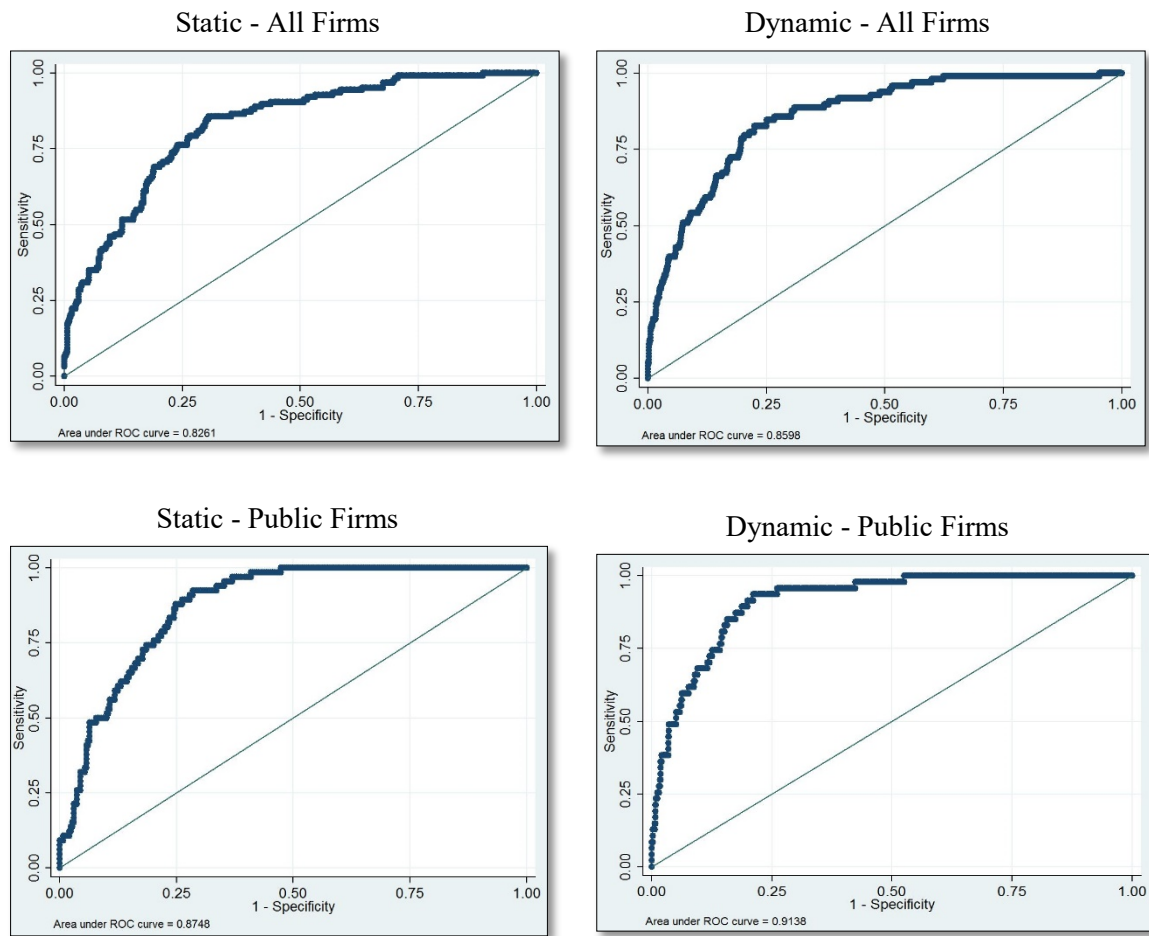 Static - All Firms
Sensitivity
1.00
0.75
0.50
0.25
0.00
0.00 0.25 0.50 0.75 1.00
1 - Specificity
Area under ROC curve = 0.8261
Dynamic - All Firms
Sensitivity
1.00
0.75
0.50
0.25
0.00
0.00 0.25 0.50 0.75 1.00
1 - Specificity
Area under ROC curve = 0.8598
Static - Public Firms
Sensitivity
1.00
0.75
0.50
0.25
0.00
0.00 0.25 0.50 0.75 1.00
1 - Specificity
Area under ROC curve = 0.8748
Dynamic - Public Firms
Sensitivity
1.00
0.75
0.50
0.25
0.00
0.00 0.25 0.50 0.75 1.00
1 - Specificity
Area under ROC curve = 0.9138